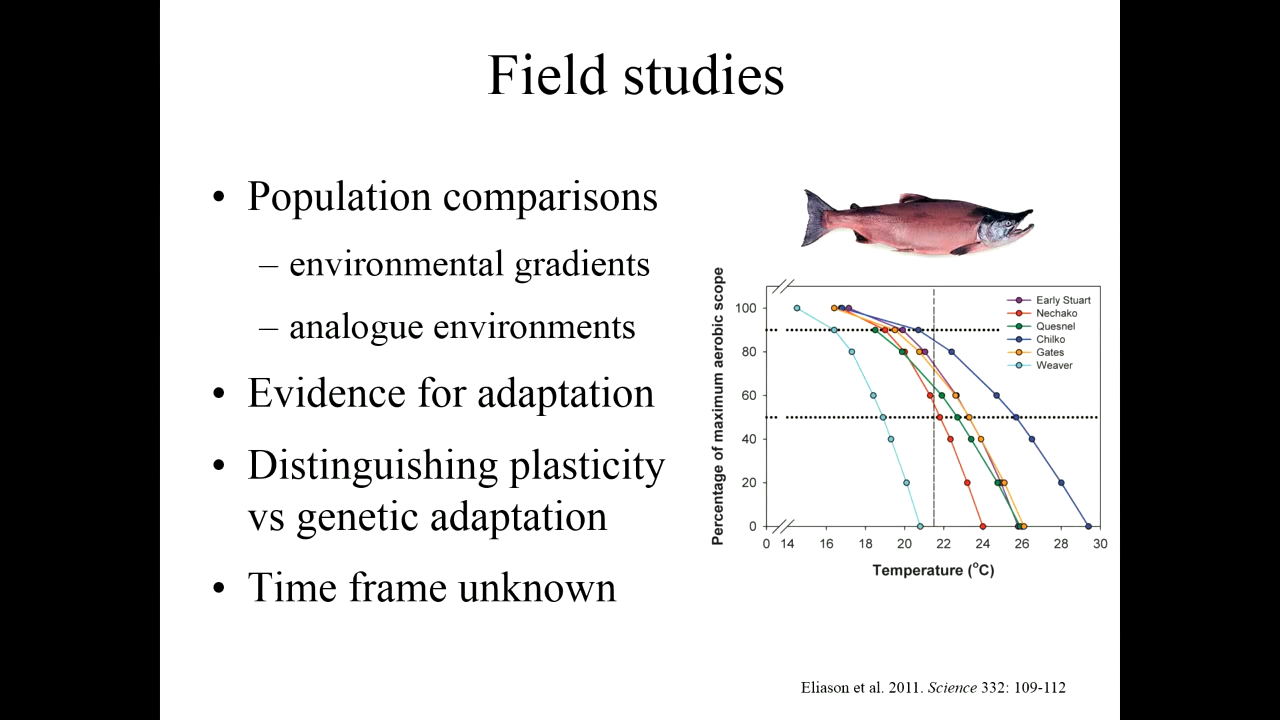 Field studies
• Population comparisons
– environmental gradients
– analogue environments
• Evidence for adaptation
• Distinguishing plasticity
vs genetic adaptation
• Time frame unknown
Percentage of maximum aerobic scope
100
80
60
40
20
0
Early Stuart
Nechako
Quesnel
Chilko
Gates
Weaver
0 14 16 18 20 22 24 26 28 30
Temperature (°C)
Eliason et al. 2011. Science 332: 109-112